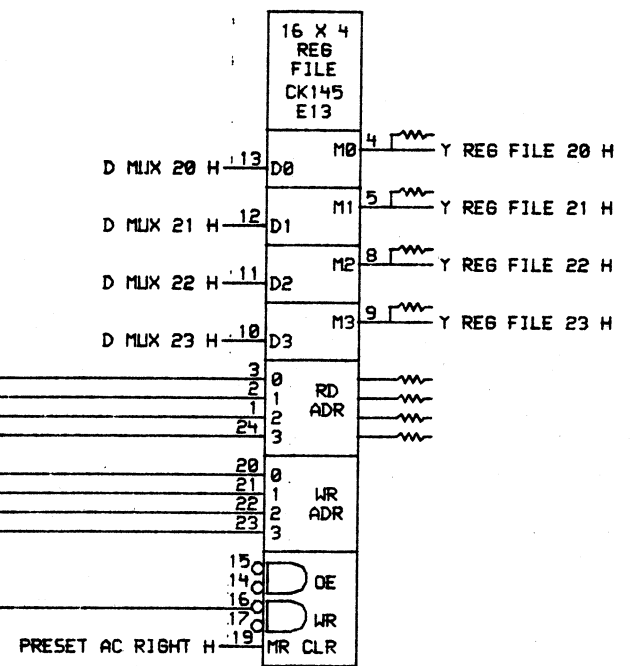 16 X 4
REG
FILE
CK145
E13
D MUX 20 H 13 D0 M0 4 Y REG FILE 20 H
D MUX 21 H 12 D1 M1 5 Y REG FILE 21 H
D MUX 22 H 11 D2 M2 8 Y REG FILE 22 H
D MUX 23 H 10 D3 M3 9 Y REG FILE 23 H
3 0
2 1 RD
1 2 ADR
24 3
20 0
21 1 WR
22 2 ADR
23 3
15
14 OE
16
17 WR
PRESET AC RIGHT H 19 MR CLR